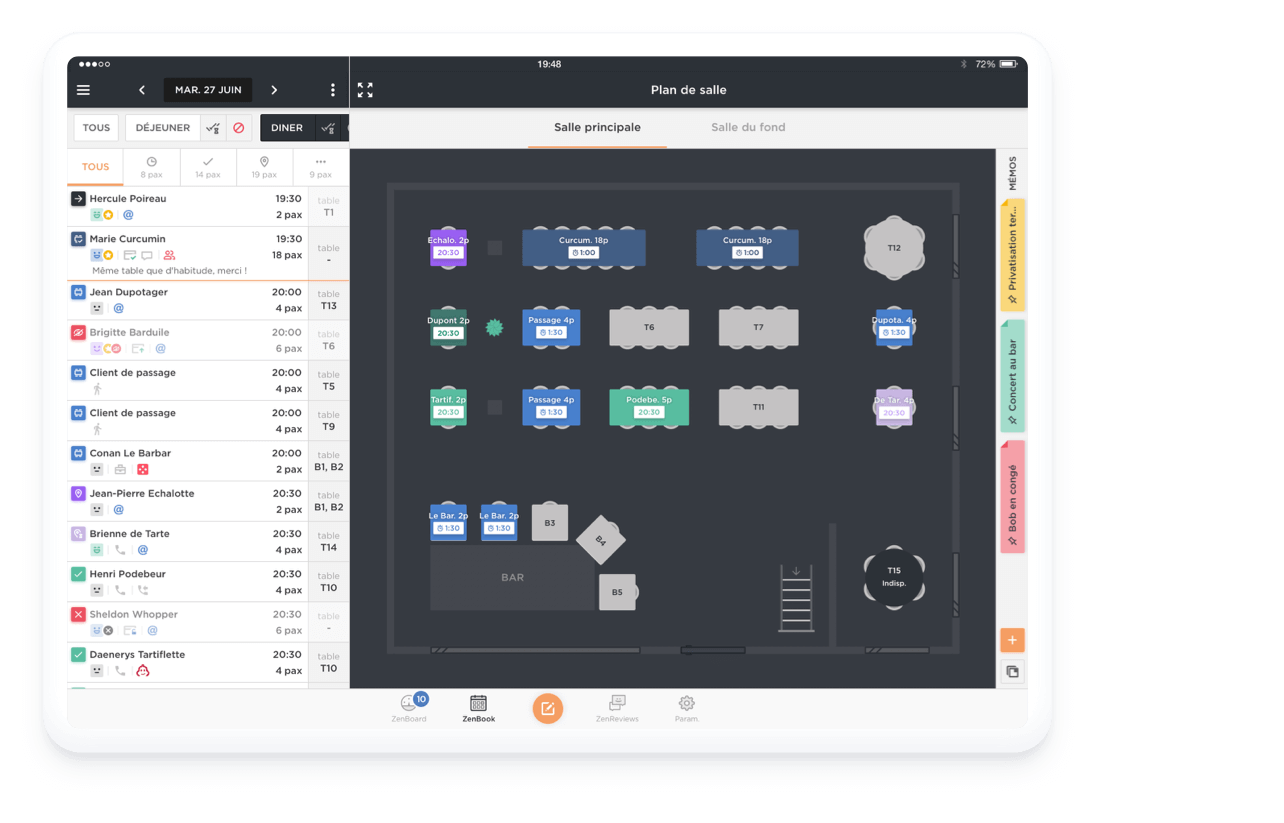 19:48
72%
MAR. 27 JUIN
Plan de salle
TOUS
DÉJEUNER
DINER
Salle principale
Salle du fond
TOUS
8 pax
14 pax
19 pax
9 pax
Hercule Poireau 19:30 table
2 pax T1
Marie Curcumin 19:30 table
18 pax -
Même table que d'habitude, merci !
Jean Dupotager 20:00 table
4 pax T13
Brigitte Barduile 20:00 table
6 pax T6
Client de passage 20:00 table
4 pax T5
Client de passage 20:00 table
4 pax T9
Conan Le Barbar 20:00 table
2 pax B1, B2
Jean-Pierre Echalotte 20:30 table
2 pax B1, B2
Brienne de Tarte 20:30 table
4 pax T14
Henri Podebeur 20:30 table
4 pax T10
Sheldon Whopper 20:30 table
6 pax -
Daenerys Tartiflette 20:30 table
4 pax T10
Echalo. 2p
20:30
Curcum. 18p
1:00
Curcum. 18p
1:00
T12
Dupont 2p
20:30
Passage 4p
1:30
T6
T7
Dupota. 4p
1:30
Tartif. 2p
20:30
Passage 4p
1:30
Podebe. 5p
20:30
T11
De Tar. 4p
20:30
Le Bar. 2p
1:30
Le Bar. 2p
1:30
B3
B4
BAR
B5
T15
Indisp.
MÉMOS
Privatisation ter...
Concert au bar
Bob en congé
+
10
ZenBoard
ZenBook
ZenReviews
Param.